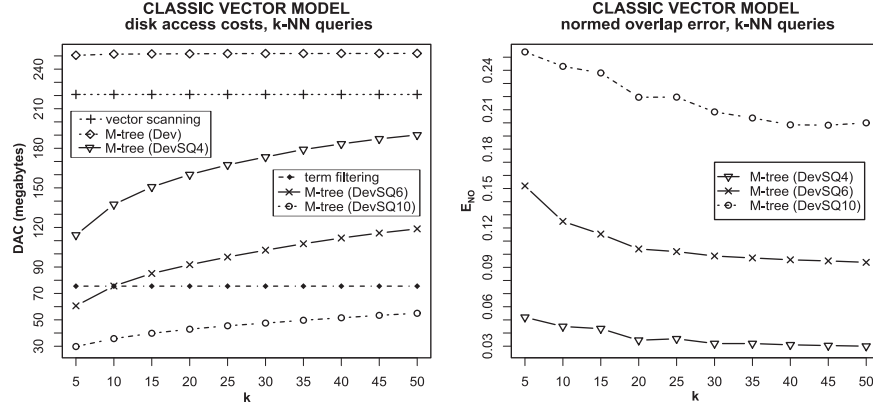 CLASSIC VECTOR MODEL
disk access costs, k-NN queries
DAC (megabytes)
240
210
180
150
120
90
70
50
30
vector scanning
M-tree (Dev)
M-tree (DevSQ4)
term filtering
M-tree (DevSQ6)
M-tree (DevSQ10)
5 10 15 20 25 30 35 40 45 50
k
CLASSIC VECTOR MODEL
normed overlap error, k-NN queries
E_NO
0.24
0.21
0.18
0.15
0.12
0.09
0.06
0.03
M-tree (DevSQ4)
M-tree (DevSQ6)
M-tree (DevSQ10)
5 10 15 20 25 30 35 40 45 50
k